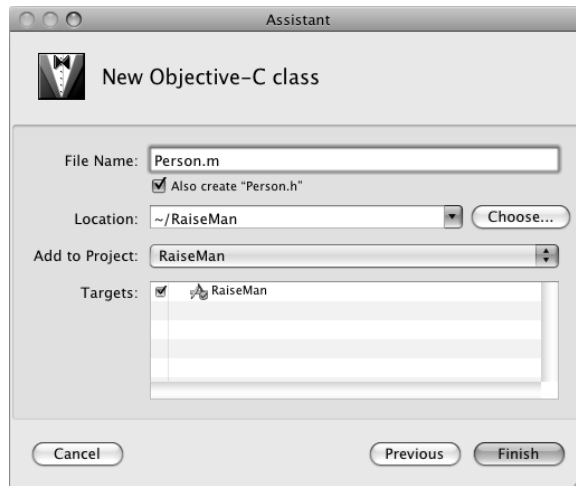 Assistant
New Objective-C class
File Name: Person.m
Also create "Person.h"
Location: ~/RaiseMan Choose...
Add to Project: RaiseMan
Targets: RaiseMan
Cancel Previous Finish